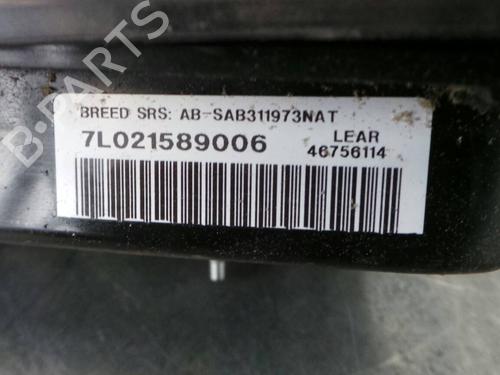 BREED SRS: AB-SAB311973NAT
7L021589006
LEAR
46756114
B-PARTS